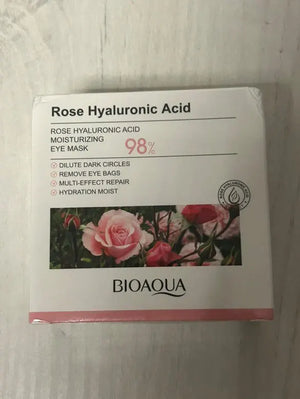 Rose Hyaluronic Acid
ROSE HYALURONIC ACID
MOISTURIZING
EYE MASK 98%
DILUTE DARK CIRCLES
REMOVE EYE BAGS
MULTI-EFFECT REPAIR
HYDRATION MOIST
BIOAQUA